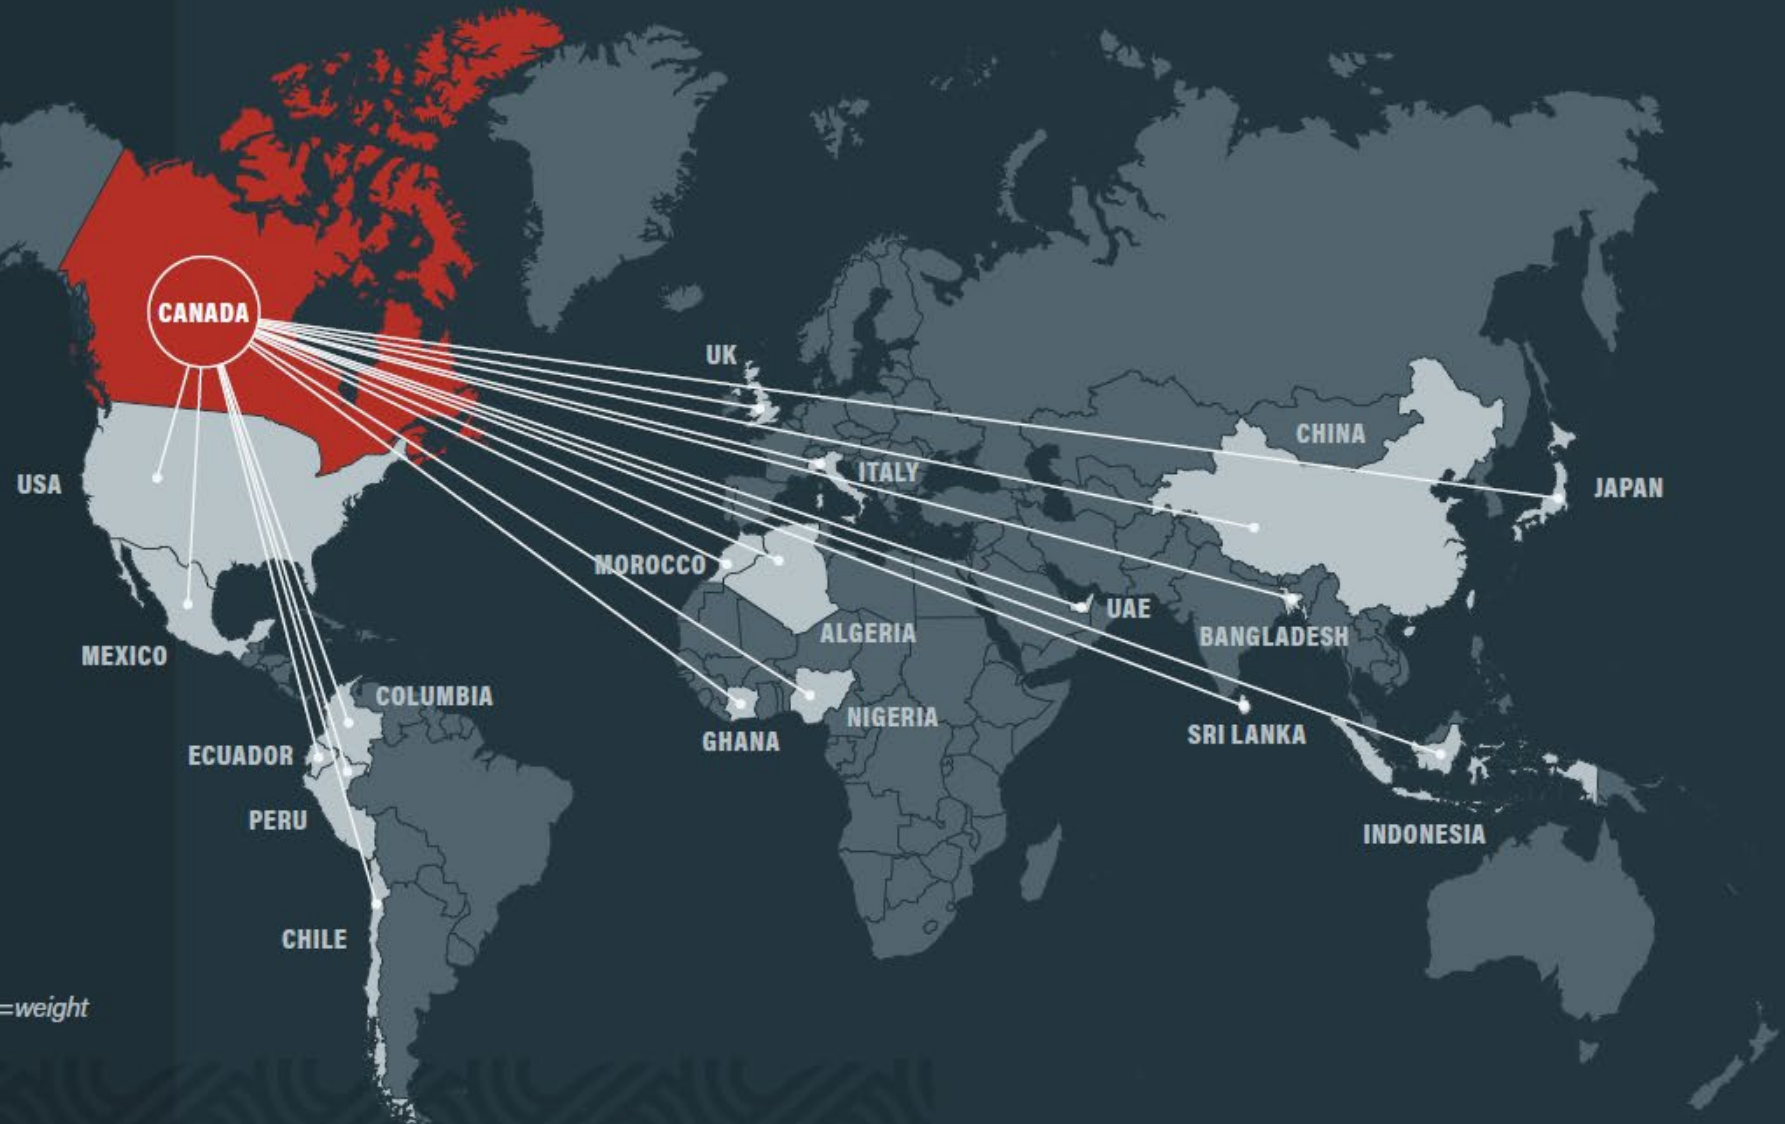 CANADA
UK
CHINA
ITALY
USA
JAPAN
MOROCCO
UAE
ALGERIA
BANGLADESH
MEXICO
COLUMBIA
NIGERIA
GHANA
SRI LANKA
ECUADOR
PERU
INDONESIA
CHILE
=weight